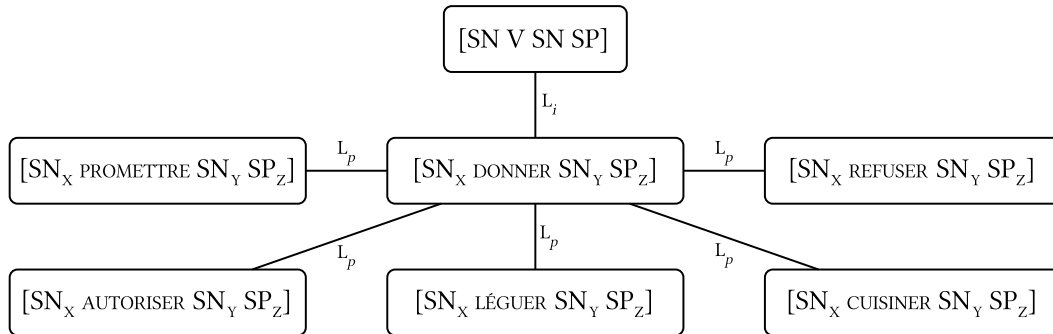 [SN V SN SP]
L_i
L_p
L_p
[SN_X PROMETTRE SN_Y SP_Z]
[SN_X DONNER SN_Y SP_Z]
[SN_X REFUSER SN_Y SP_Z]
L_p
L_p
L_p
[SN_X AUTORISER SN_Y SP_Z]
[SN_X LÉGUER SN_Y SP_Z]
[SN_X CUISINER SN_Y SP_Z]